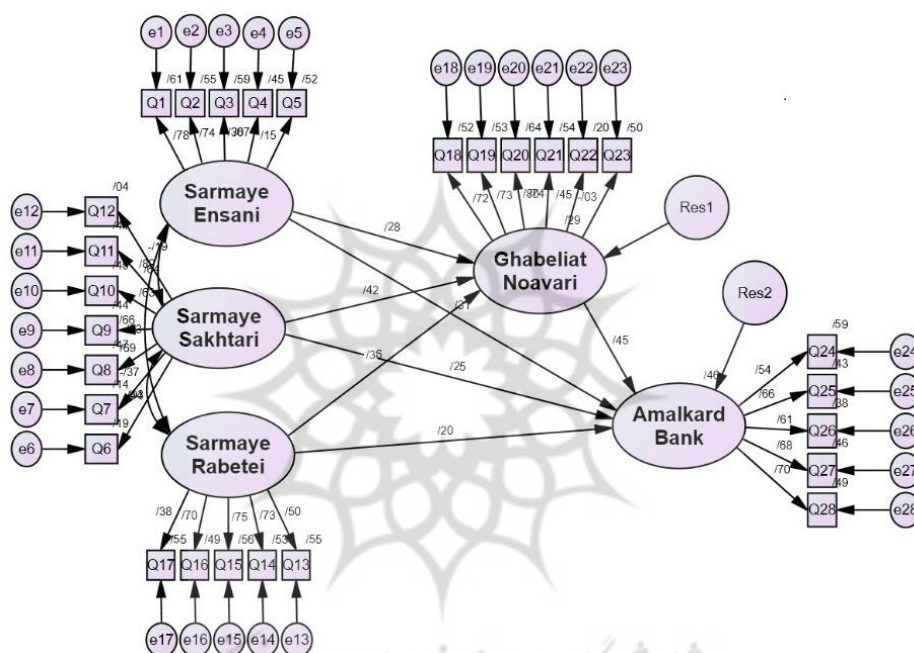 e1 e2 e3 e4 e5
/61 /55 /59 /45 /52
Q1 Q2 Q3 Q4 Q5
/78 /74 /15
Sarmaye
Ensani
e18 e19 e20 e21 e22 e23
/52 /53 /64 /54 /20 /50
Q18 Q19 Q20 Q21 Q22 Q23
/72 /73 /45 -/03
/29
Ghabeliat
Noavari
Res1
Res2
/04
e12 Q12
e11 Q11
e10 Q10
/44
e9 Q9
/66
e8 Q8
/69
-/37
/14
e7 Q7
/19
e6 Q6
Sarmaye
Sakhtari
/28
/42
/31
/35
/25
/20
/45
/46
Sarmaye
Rabetei
/38 /70 /75 /73 /50
/55 /49 /56 /53 /55
Q17 Q16 Q15 Q14 Q13
e17 e16 e15 e14 e13
Amalkard
Bank
/59
/54 Q24 e24
/43
/66 Q25 e25
/38
/61 Q26 e26
/46
/68 Q27 e27
/49
/70 Q28 e28